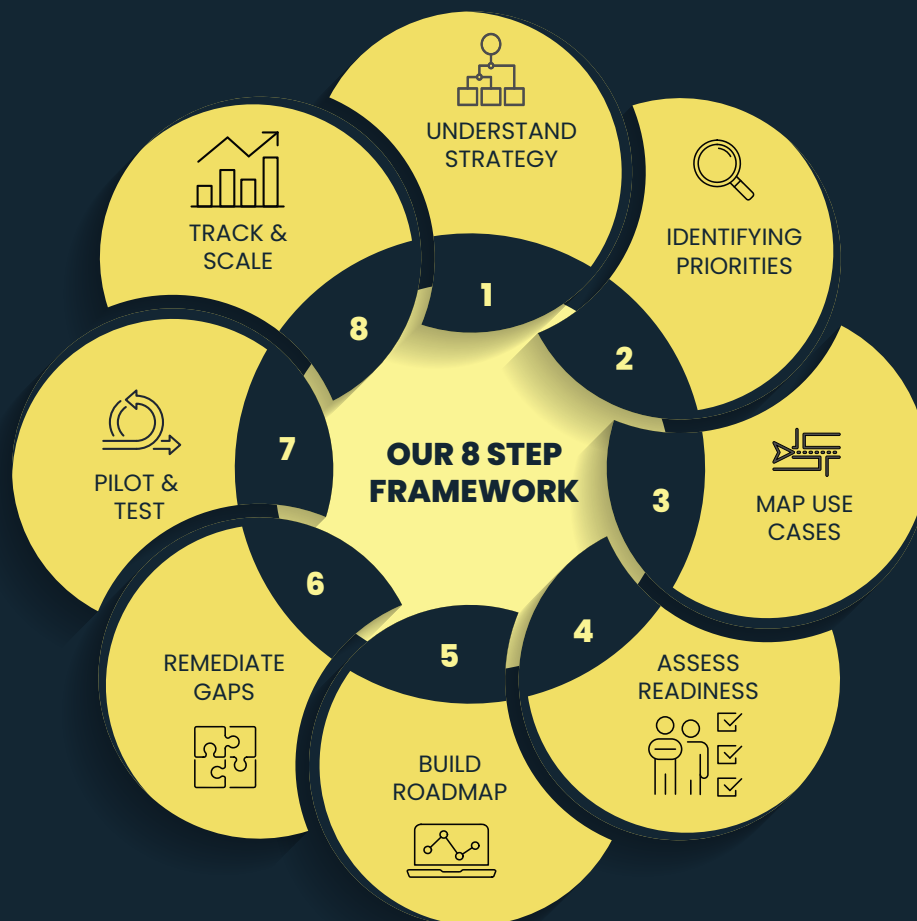 OUR 8 STEP
FRAMEWORK
1
UNDERSTAND
STRATEGY
2
IDENTIFYING
PRIORITIES
3
MAP USE
CASES
4
ASSESS
READINESS
5
BUILD
ROADMAP
6
REMEDIATE
GAPS
7
PILOT &
TEST
8
TRACK &
SCALE